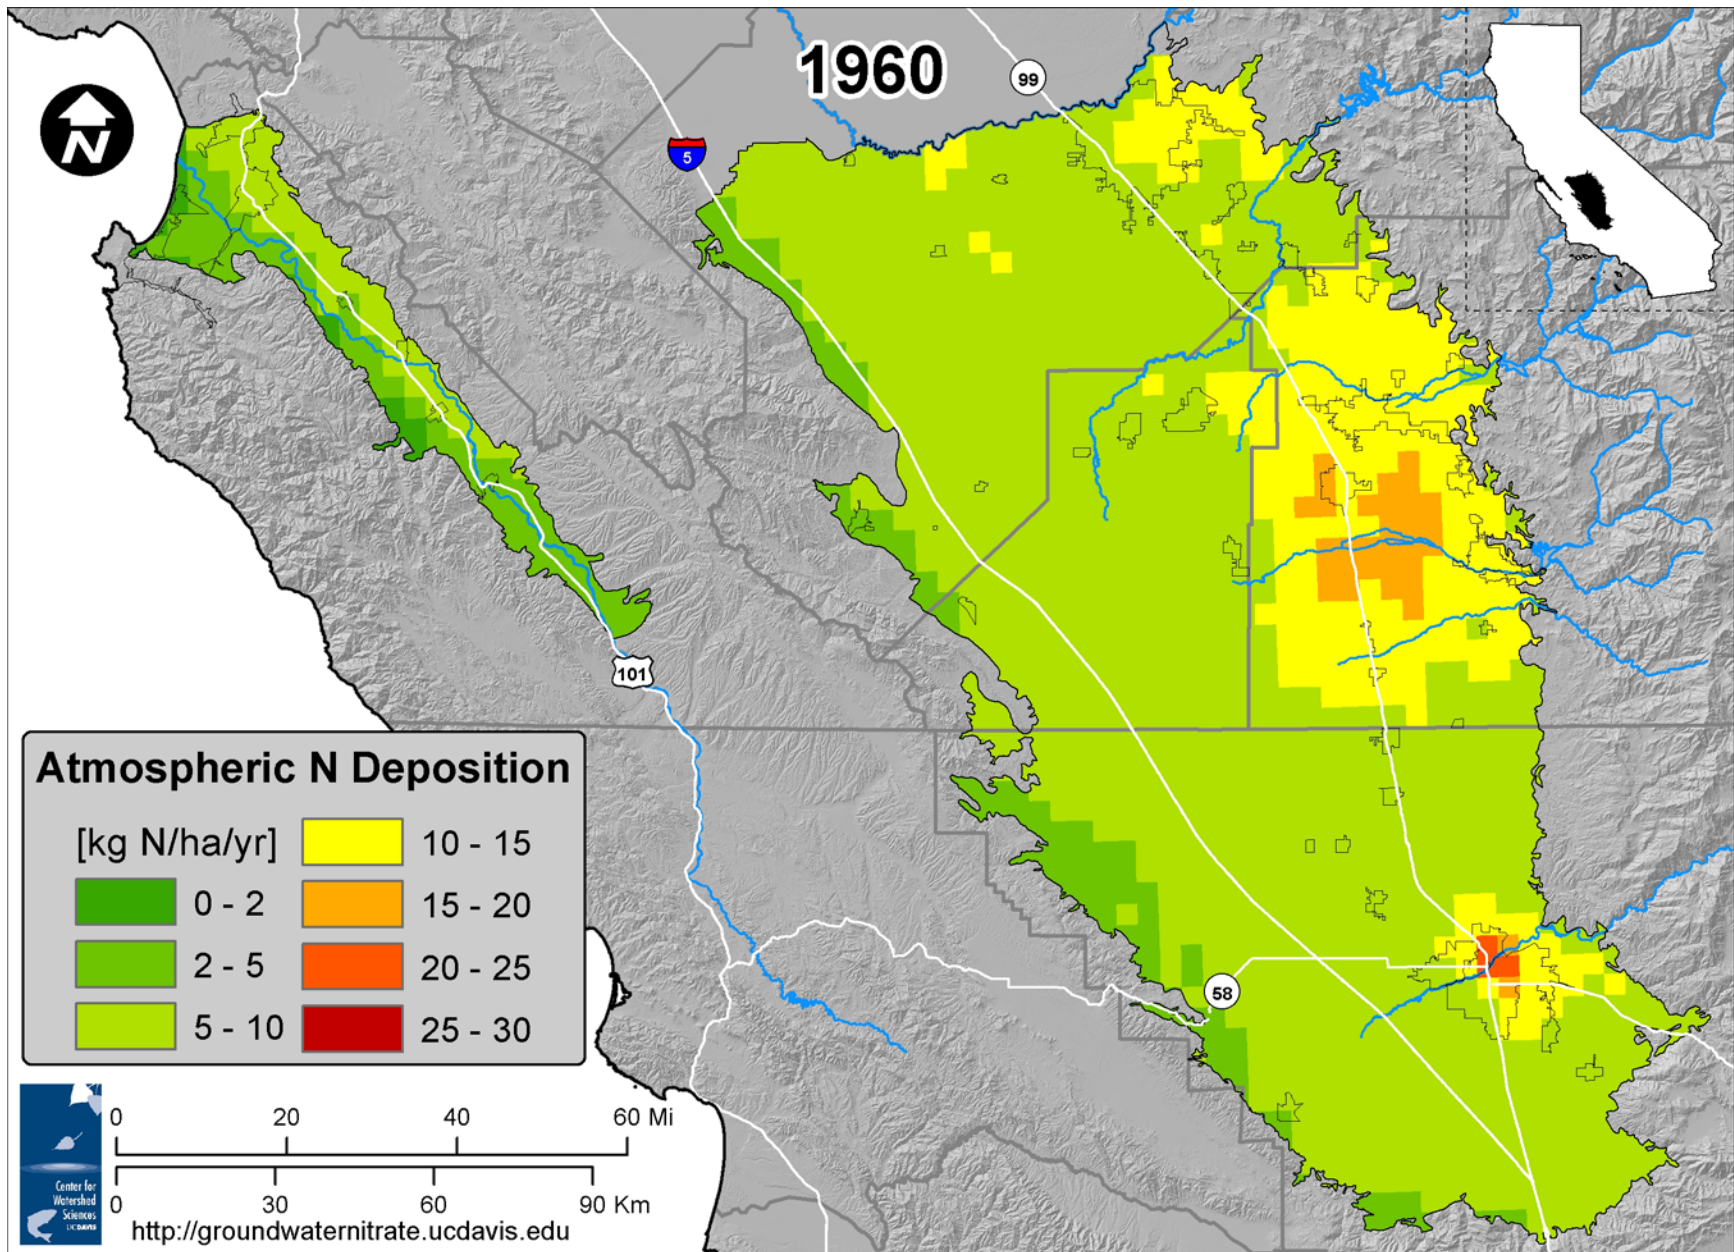 1960
99
5
101
58
Atmospheric N Deposition
[kg N/ha/yr]
0 - 2
2 - 5
5 - 10
10 - 15
15 - 20
20 - 25
25 - 30
N
0 20 40 60 Mi
0 30 60 90 Km
Center for
Watershed
Sciences
UCDAVIS
http://groundwaternitrate.ucdavis.edu